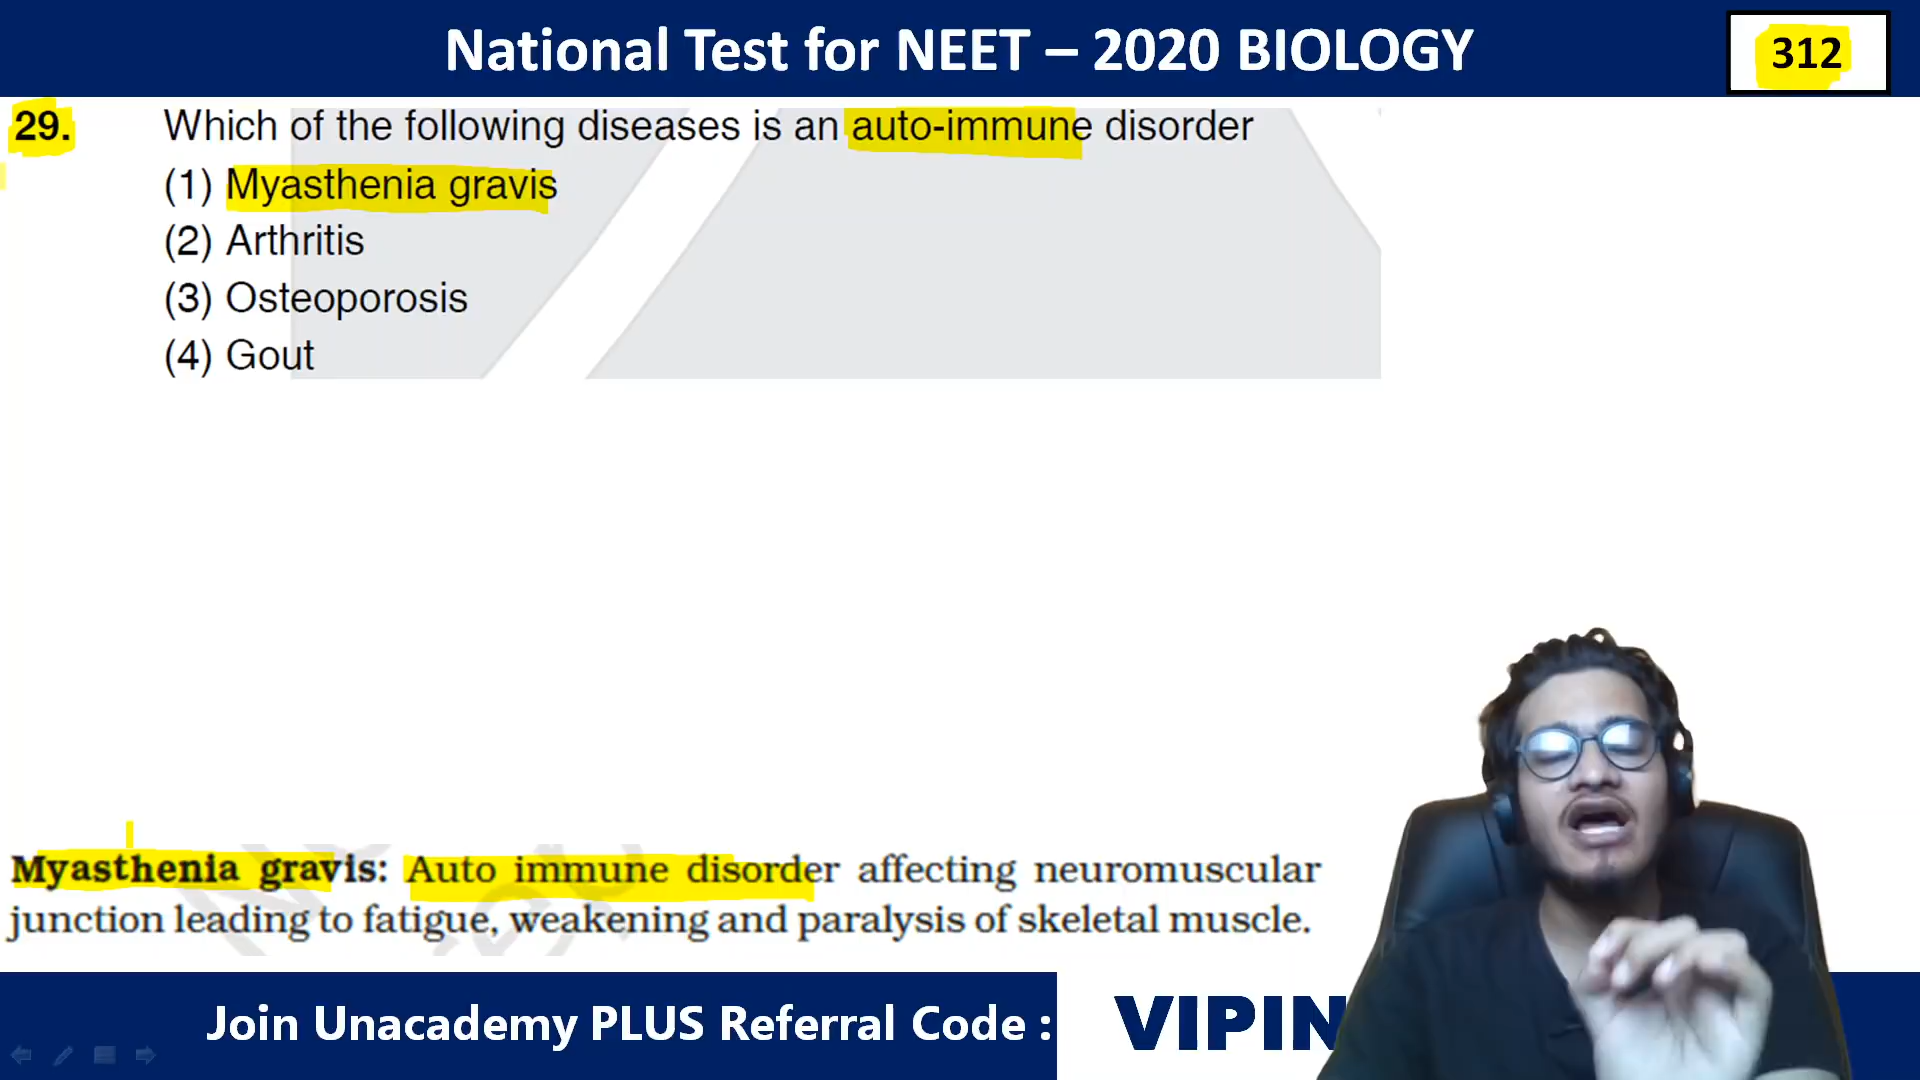 National Test for NEET – 2020 BIOLOGY
312
29. Which of the following diseases is an auto-immune disorder
(1) Myasthenia gravis
(2) Arthritis
(3) Osteoporosis
(4) Gout
Myasthenia gravis: Auto immune disorder affecting neuromuscular
junction leading to fatigue, weakening and paralysis of skeletal muscle.
Join Unacademy PLUS Referral Code :
VIPIN